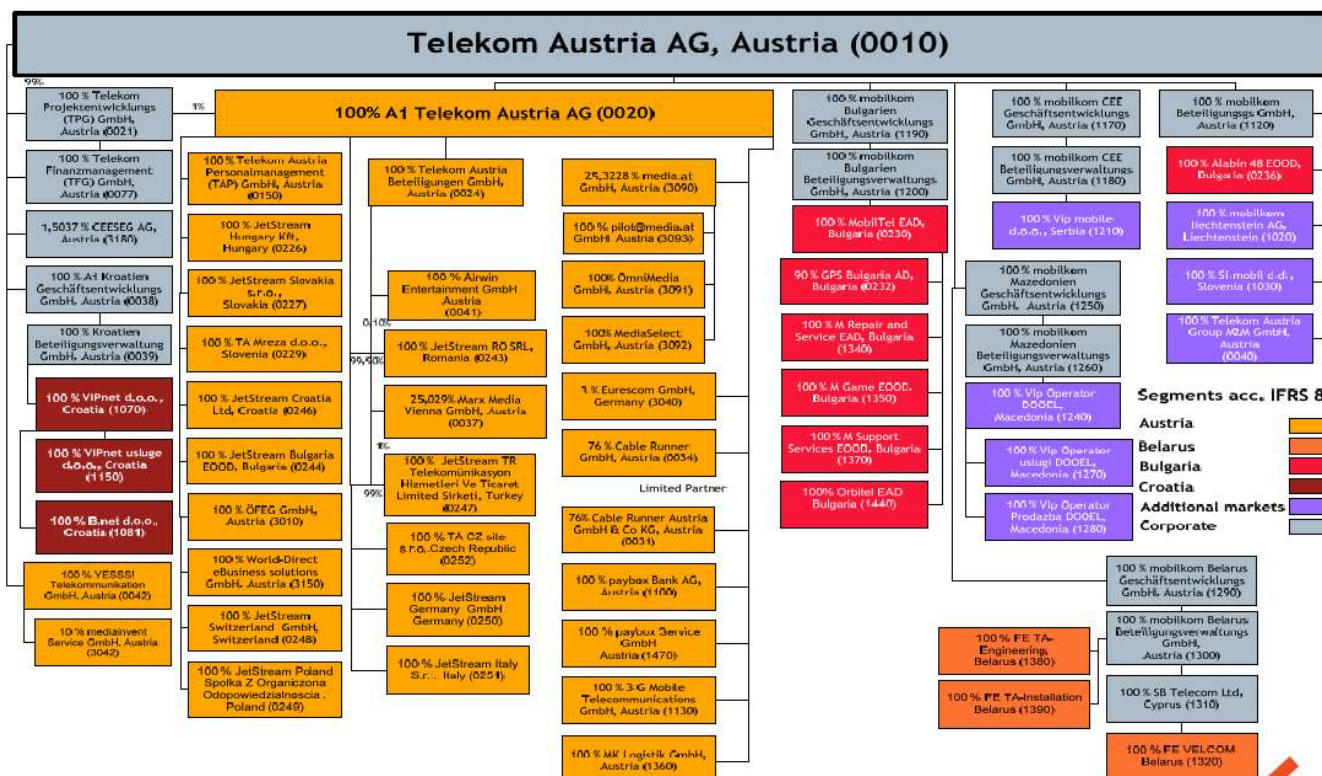 Telekom Austria AG, Austria (0010)
99%
100 % Telekom
Projektentwicklungs
(TPG) GmbH,
Austria (0021)
1%
100% A1 Telekom Austria AG (0020)
100 % Telekom
Finanzmanagement
(TFG) GmbH,
Austria (0077)
1,5037 % CEESEG AG,
Austria (3180)
100 % A1 Kroatien
Geschäftsentwicklungs
GmbH, Austria (0038)
100 % Kroatien
Beteiligungsverwaltung
GmbH, Austria (0039)
100 % VIPnet d.o.o.,
Croatia (1070)
100 % VIPnet usluge
d.o.o., Croatia
(1150)
100 % B.net d.o.o.,
Croatia (1081)
100 % YESSS!
Telekommunikation
GmbH, Austria (0042)
10 % mediainvent
Service GmbH, Austria
(3042)
100 % Telekom Austria
Personalmanagement
(TAP) GmbH, Austria
(0150)
100 % JetStream
Hungary Kft,
Hungary (0226)
100 % JetStream Slovakia
s.r.o.,
Slovakia (0227)
100 % TA Mreza d.o.o.,
Slovenia (0229)
100 % JetStream Croatia
Ltd, Croatia (0246)
100 % JetStream Bulgaria
EOOD, Bulgaria (0244)
100 % ÖFEG GmbH,
Austria (3010)
100 % World-Direct
eBusiness solutions
GmbH, Austria (3150)
100 % JetStream
Switzerland GmbH,
Switzerland (0248)
100 % JetStream Poland
Spolka Z Organiczona
Odopowiedzialnoscia.
Poland (0249)
100 % Telekom Austria
Beteiligungen GmbH,
Austria (0024)
100 % Airwin
Entertainment GmbH
Austria
(0041)
0,10%
99,90%
100 % JetStream RO SRL,
Romania (0243)
25,029% Marx Media
Vienna GmbH, Austria
(0037)
1%
99%
100 % JetStream TR
Telekomünikasyon
Hizmetleri Ve Ticaret
Limited Sirketi, Turkey
(0247)
100 % TA CZ site
s.r.o. Czech Republic
(0252)
100 % JetStream
Germany GmbH
Germany (0250)
100 % JetStream Italy
S.r.. Italy (0251)
25,3228 % media.at
GmbH, Austria (3090)
100 % pilot@media.at
GmbH Austria (3093)
100% OmniMedia
GmbH, Austria (3091)
100% MediaSelect
GmbH, Austria (3092)
% Eurescom GmbH,
Germany (3040)
76 % Cable Runner
GmbH, Austria (0034)
Limited Partner
76% Cable Runner Austria
GmbH & Co KG, Austria
(0031)
100 % paybox Bank AG,
Austria (1100)
100 % paybox Service
GmbH
Austria (1470)
100 % 3G Mobile
Telecommunications
GmbH, Austria (1130)
100 % MK Logistik GmbH,
Austria (1360)
100 % mobilkom
Bulgarien
Geschäftsentwicklungs
GmbH, Austria (1190)
100 % mobilkom
Bulgarien
Beteiligungsverwaltungs
GmbH, Austria (1200)
100 % MobilTel EAD,
Bulgaria (0230)
90 % GPS Bulgaria AD,
Bulgaria (0232)
100 % M Repair and
Service EAD, Bulgaria
(1340)
100 % M Game EOOD,
Bulgaria (1350)
100 % M Support
Services EOOD, Bulgaria
(1370)
100% Orbitel EAD
Bulgaria (1440)
100 % mobilkom CEE
Geschäftsentwicklungs
GmbH, Austria (1170)
100 % mobilkom CEE
Beteiligungsverwaltungs
GmbH, Austria (1180)
100 % Vip mobile
d.o.o., Serbia (1210)
100 % mobilkom
Mazedonien
Geschäftsentwicklungs
GmbH, Austria (1250)
100 % mobilkom
Mazedonien
Beteiligungsverwaltungs
GmbH, Austria (1260)
100 % Vip Operator
DOOEL,
Macedonia (1240)
100 % Vip Operator
uslugi DOOEL,
Macedonia (1270)
100 % Vip Operator
Prodazba DOOEL,
Macedonia (1280)
100 % mobilkom
Beteiligungsgs GmbH,
Austria (1120)
100 % Alabin 48 EOOD,
Bulgaria (0236)
100 % mobilkom
liechtenstein AG,
Liechtenstein (1020)
100 % Si.mobil d.d.,
Slovenia (1030)
100 % Telekom Austria
Group M2M GmbH,
Austria
(0040)
Segments acc. IFRS 8
Austria
Belarus
Bulgaria
Croatia
Additional markets
Corporate
100 % mobilkom Belarus
Geschäftsentwicklungs
GmbH, Austria (1290)
100 % mobilkom Belarus
Beteiligungsverwaltungs
GmbH,
Austria (1300)
100 % FE TA-
Engineering,
Belarus (1380)
100 % FE TA-Installation
Belarus (1390)
100 % SB Telecom Ltd,
Cyprus (1310)
100 % FE VELCOM
Belarus (1320)